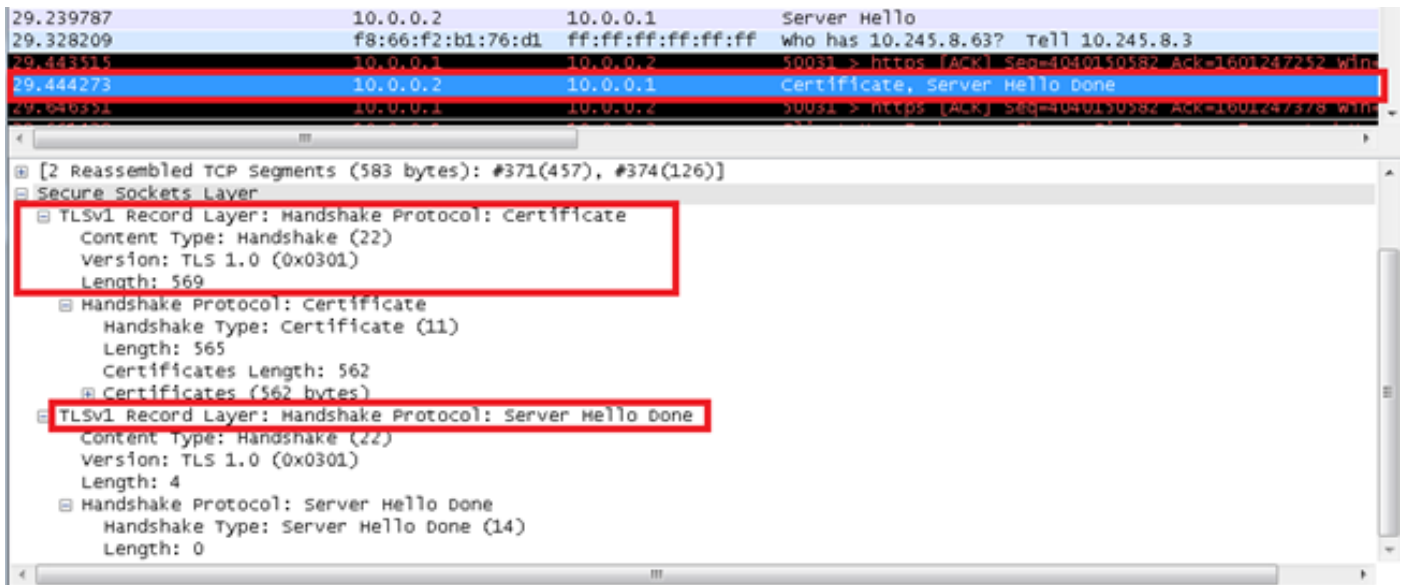 29.239787 10.0.0.2 10.0.0.1 Server Hello
29.328209 f8:66:f2:b1:76:d1 ff:ff:ff:ff:ff:ff Who has 10.245.8.63? Tell 10.245.8.3
29.443515 10.0.0.1 10.0.0.2 50031 > https [ACK] Seq=4040150582 Ack=1601247252 Win=
29.444273 10.0.0.2 10.0.0.1 Certificate, Server Hello Done
29.646351 10.0.0.1 10.0.0.2 50031 > https [ACK] Seq=4040150582 Ack=1601247378 Win=
[2 Reassembled TCP Segments (583 bytes): #371(457), #374(126)]
Secure Sockets Layer
TLSv1 Record Layer: Handshake Protocol: Certificate
Content Type: Handshake (22)
Version: TLS 1.0 (0x0301)
Length: 569
Handshake Protocol: Certificate
Handshake Type: Certificate (11)
Length: 565
Certificates Length: 562
Certificates (562 bytes)
TLSv1 Record Layer: Handshake Protocol: Server Hello Done
Content Type: Handshake (22)
Version: TLS 1.0 (0x0301)
Length: 4
Handshake Protocol: Server Hello Done
Handshake Type: Server Hello Done (14)
Length: 0